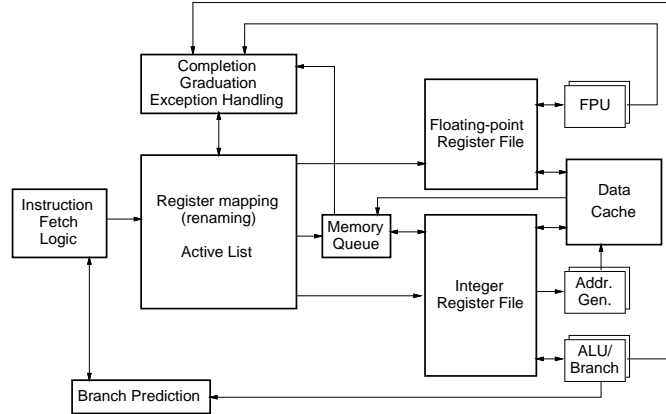 Completion
Graduation
Exception Handling
FPU
Floating-point
Register File
Instruction
Fetch
Logic
Register mapping
(renaming)
Active List
Memory
Queue
Data
Cache
Integer
Register File
Addr.
Gen.
ALU/
Branch
Branch Prediction